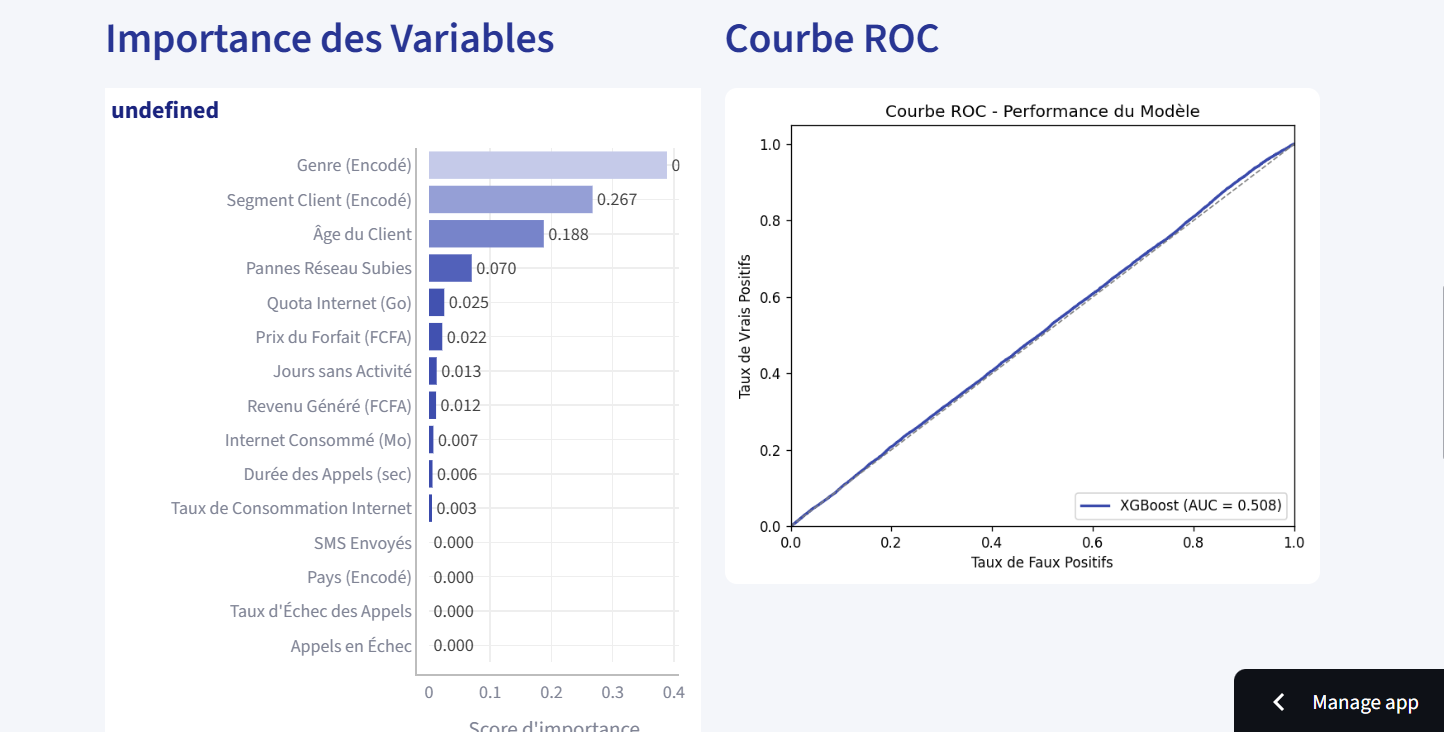 Importance des Variables
undefined
Genre (Encodé)
0
Segment Client (Encodé)
0.267
Âge du Client
0.188
Pannes Réseau Subies
0.070
Quota Internet (Go)
0.025
Prix du Forfait (FCFA)
0.022
Jours sans Activité
0.013
Revenu Généré (FCFA)
0.012
Internet Consommé (Mo)
0.007
Durée des Appels (sec)
0.006
Taux de Consommation Internet
0.003
SMS Envoyés
0.000
Pays (Encodé)
0.000
Taux d'Échec des Appels
0.000
Appels en Échec
0.000
0 0.1 0.2 0.3 0.4
Score d'importance
Courbe ROC
Courbe ROC - Performance du Modèle
Taux de Vrais Positifs
1.0
0.8
0.6
0.4
0.2
0.0
XGBoost (AUC = 0.508)
0.0 0.2 0.4 0.6 0.8 1.0
Taux de Faux Positifs
Manage app